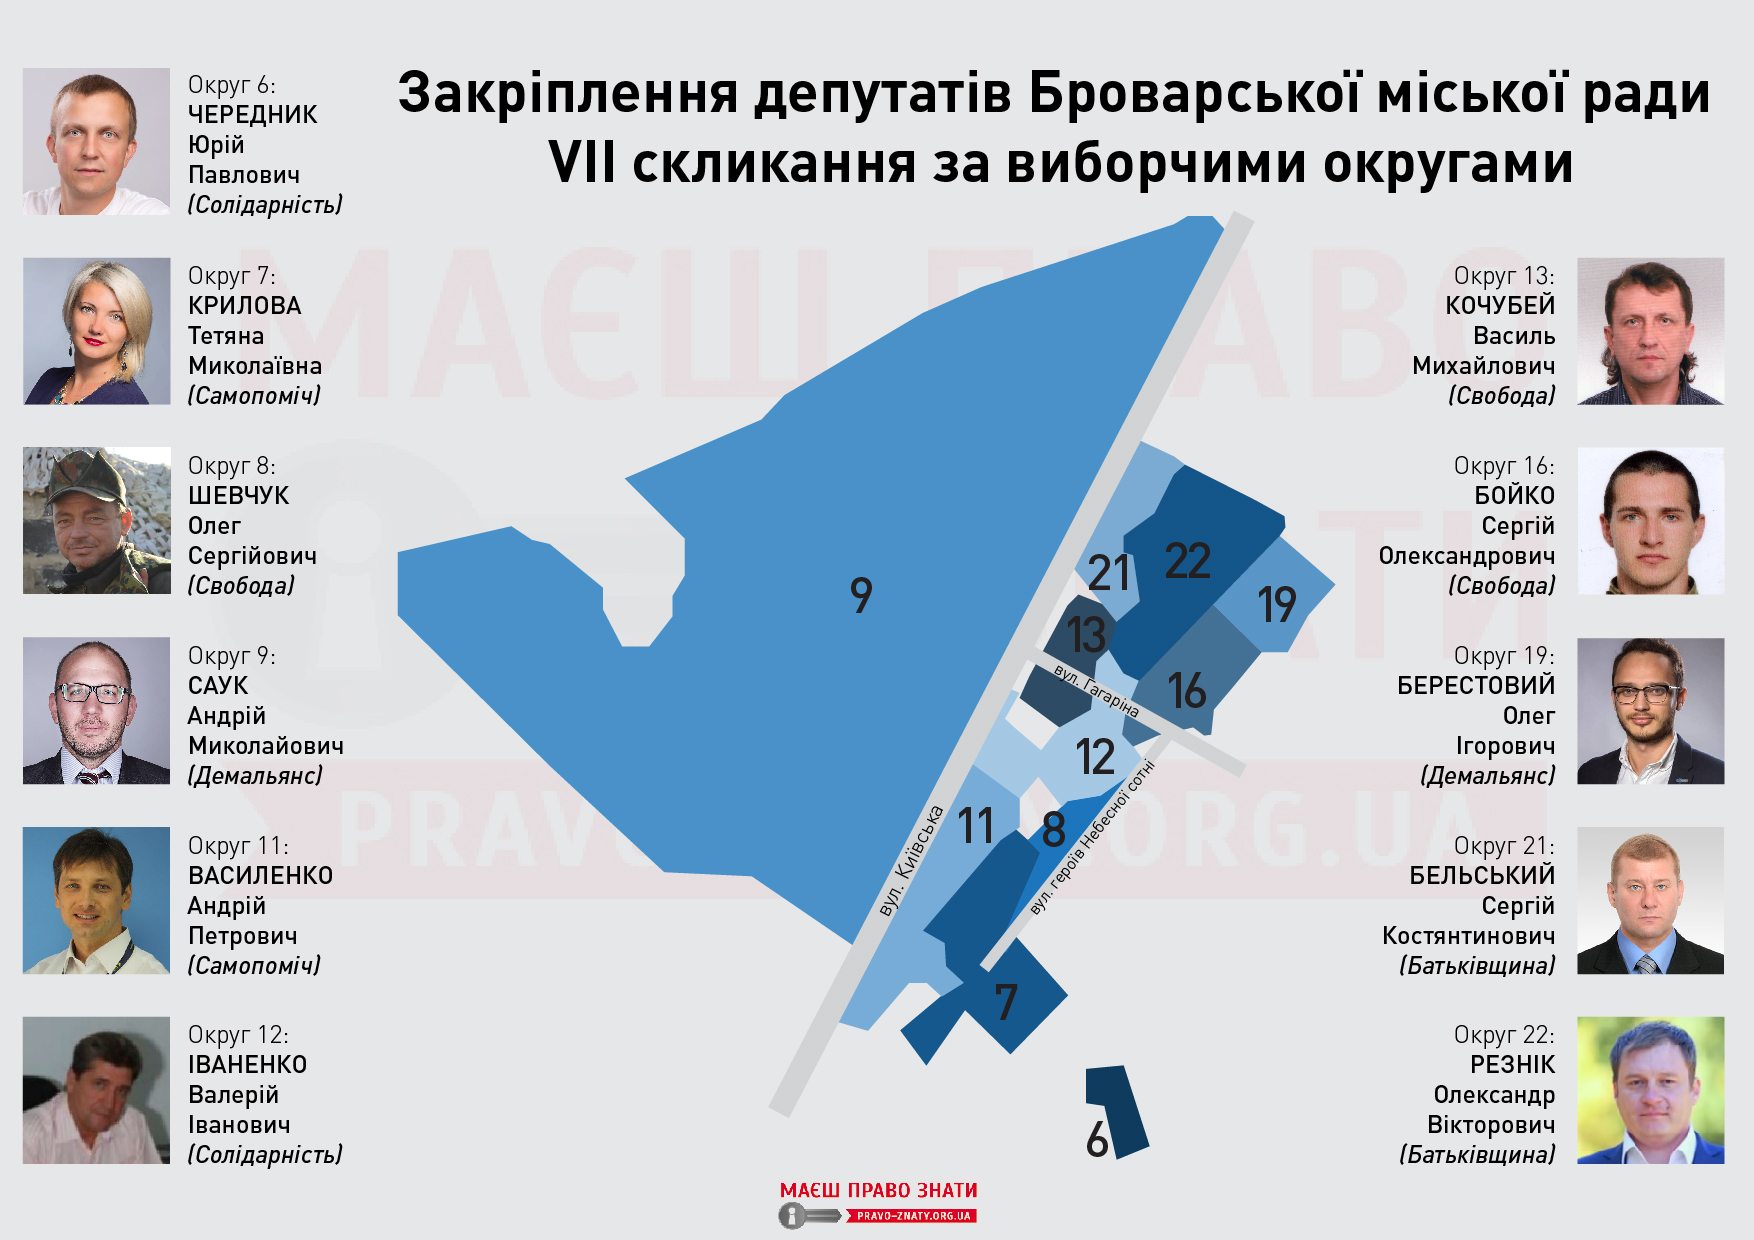 Закріплення депутатів Броварської міської ради
VII скликання за виборчими округами
Округ 6:
ЧЕРЕДНИК
Юрій
Павлович
(Солідарність)
Округ 7:
КРИЛОВА
Тетяна
Миколаївна
(Самопоміч)
Округ 8:
ШЕВЧУК
Олег
Сергійович
(Свобода)
Округ 9:
САУК
Андрій
Миколайович
(Демальянс)
Округ 11:
ВАСИЛЕНКО
Андрій
Петрович
(Самопоміч)
Округ 12:
ІВАНЕНКО
Валерій
Іванович
(Солідарність)
9
21
22
19
13
вул. Гагаріна
16
12
11
8
вул. Київська
вул. героїв Небесної сотні
7
6
Округ 13:
КОЧУБЕЙ
Василь
Михайлович
(Свобода)
Округ 16:
БОЙКО
Сергій
Олександрович
(Свобода)
Округ 19:
БЕРЕСТОВИЙ
Олег
Ігорович
(Демальянс)
Округ 21:
БЕЛЬСЬКИЙ
Сергій
Костянтинович
(Батьківщина)
Округ 22:
РЕЗНІК
Олександр
Вікторович
(Батьківщина)
МАЄШ ПРАВО ЗНАТИ
PRAVO-ZNATY.ORG.UA